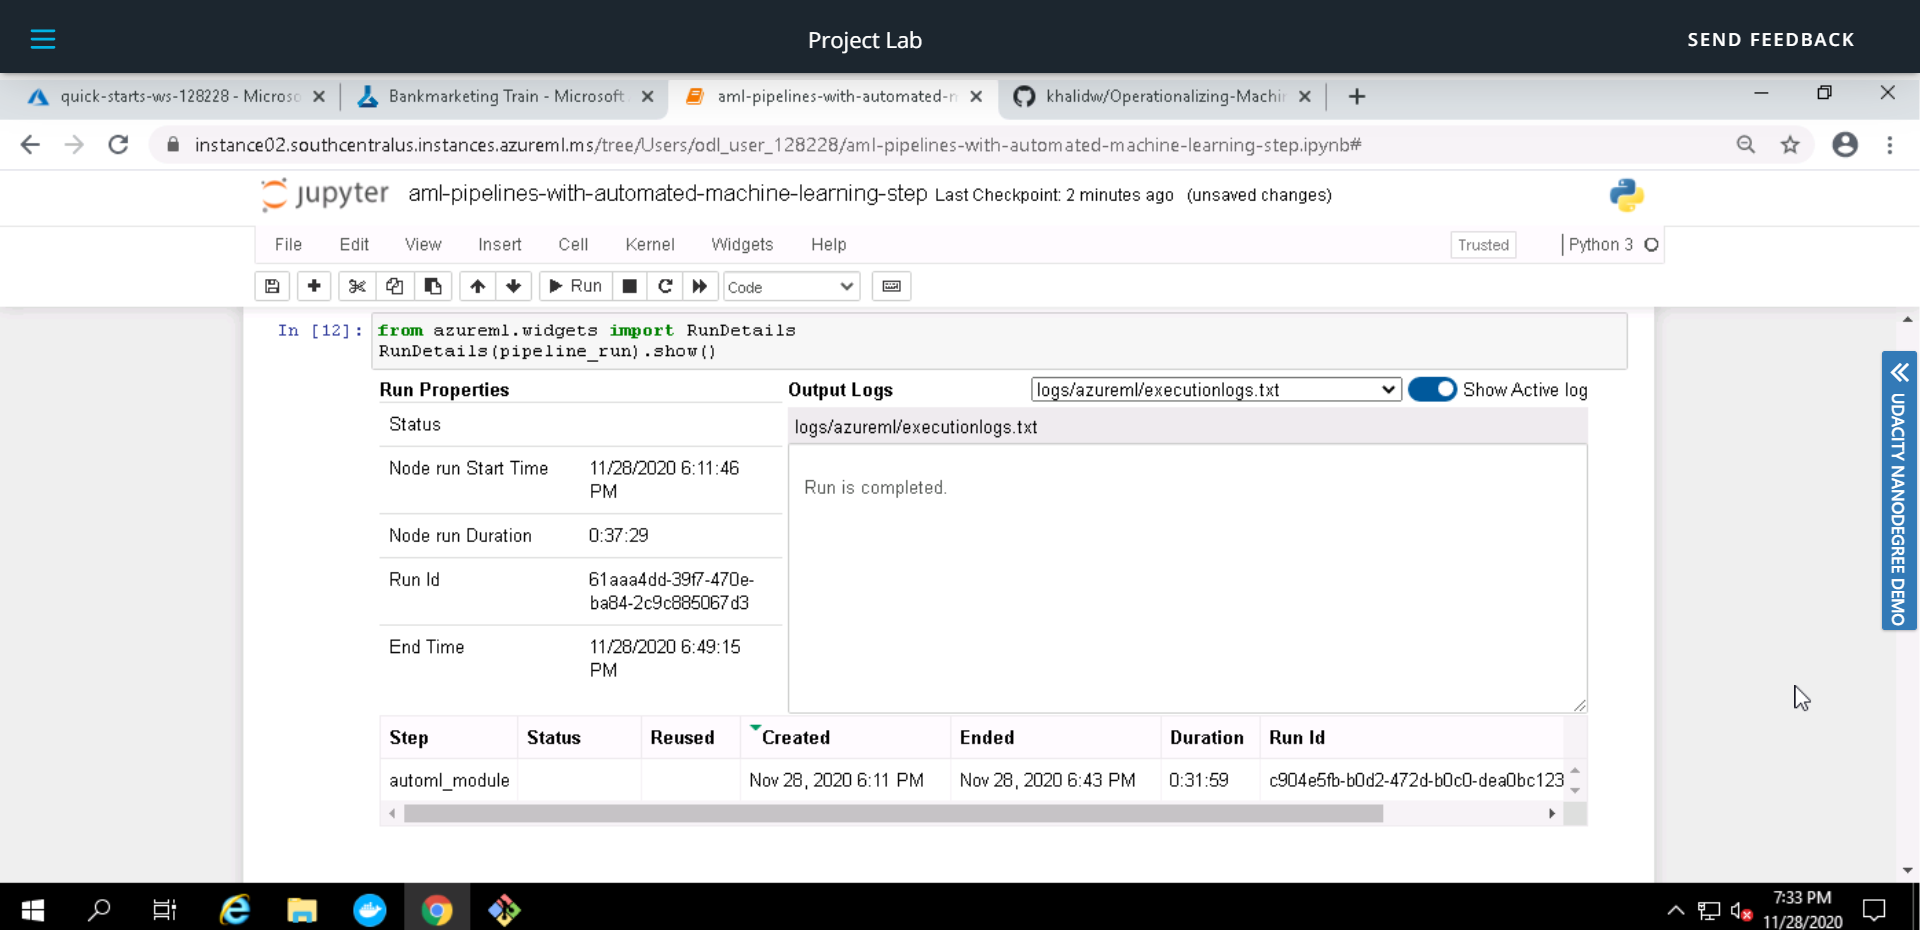 Project Lab
SEND FEEDBACK
quick-starts-ws-128228 - Microso
Bankmarketing Train - Microsoft
aml-pipelines-with-automated-m
khalidw/Operationalizing-Machin
instance02.southcentralus.instances.azureml.ms/tree/Users/odl_user_128228/aml-pipelines-with-automated-machine-learning-step.ipynb#
jupyter aml-pipelines-with-automated-machine-learning-step Last Checkpoint: 2 minutes ago (unsaved changes)
File Edit View Insert Cell Kernel Widgets Help
Trusted
Python 3
Run
Code
In [12]: from azureml.widgets import RunDetails
RunDetails(pipeline_run).show()
Run Properties
Status
Node run Start Time 11/28/2020 6:11:46
PM
Node run Duration 0:37:29
Run Id 61aaa4dd-39f7-470e-
ba84-2c9c885067d3
End Time 11/28/2020 6:49:15
PM
Output Logs
logs/azureml/executionlogs.txt
Show Active log
logs/azureml/executionlogs.txt
Run is completed.
Step Status Reused Created Ended Duration Run Id
automl_module Nov 28, 2020 6:11 PM Nov 28, 2020 6:43 PM 0:31:59 c904e5fb-b0d2-472d-b0c0-dea0bc123
UDACITY NANODEGREE DEMO
7:33 PM
11/28/2020